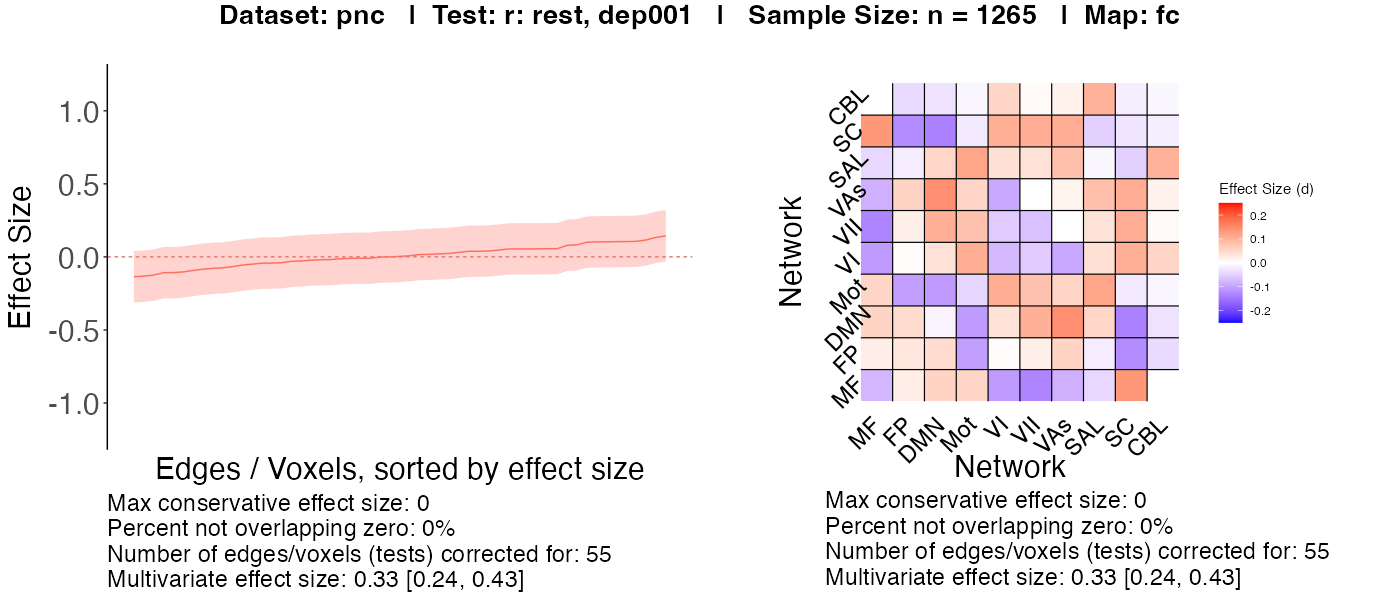 Dataset: pnc | Test: r: rest, dep001 | Sample Size: n = 1265 | Map: fc
Effect Size
1.0
0.5
0.0
-0.5
-1.0
Edges / Voxels, sorted by effect size
Max conservative effect size: 0
Percent not overlapping zero: 0%
Number of edges/voxels (tests) corrected for: 55
Multivariate effect size: 0.33 [0.24, 0.43]
Network
CBL
SC
SAL
VAs
VII
VI
Mot
DMN
FP
MF
MF
FP
DMN
Mot
VI
VII
VAs
SAL
SC
CBL
Network
Effect Size (d)
0.2
0.1
0.0
-0.1
-0.2
Max conservative effect size: 0
Percent not overlapping zero: 0%
Number of edges/voxels (tests) corrected for: 55
Multivariate effect size: 0.33 [0.24, 0.43]